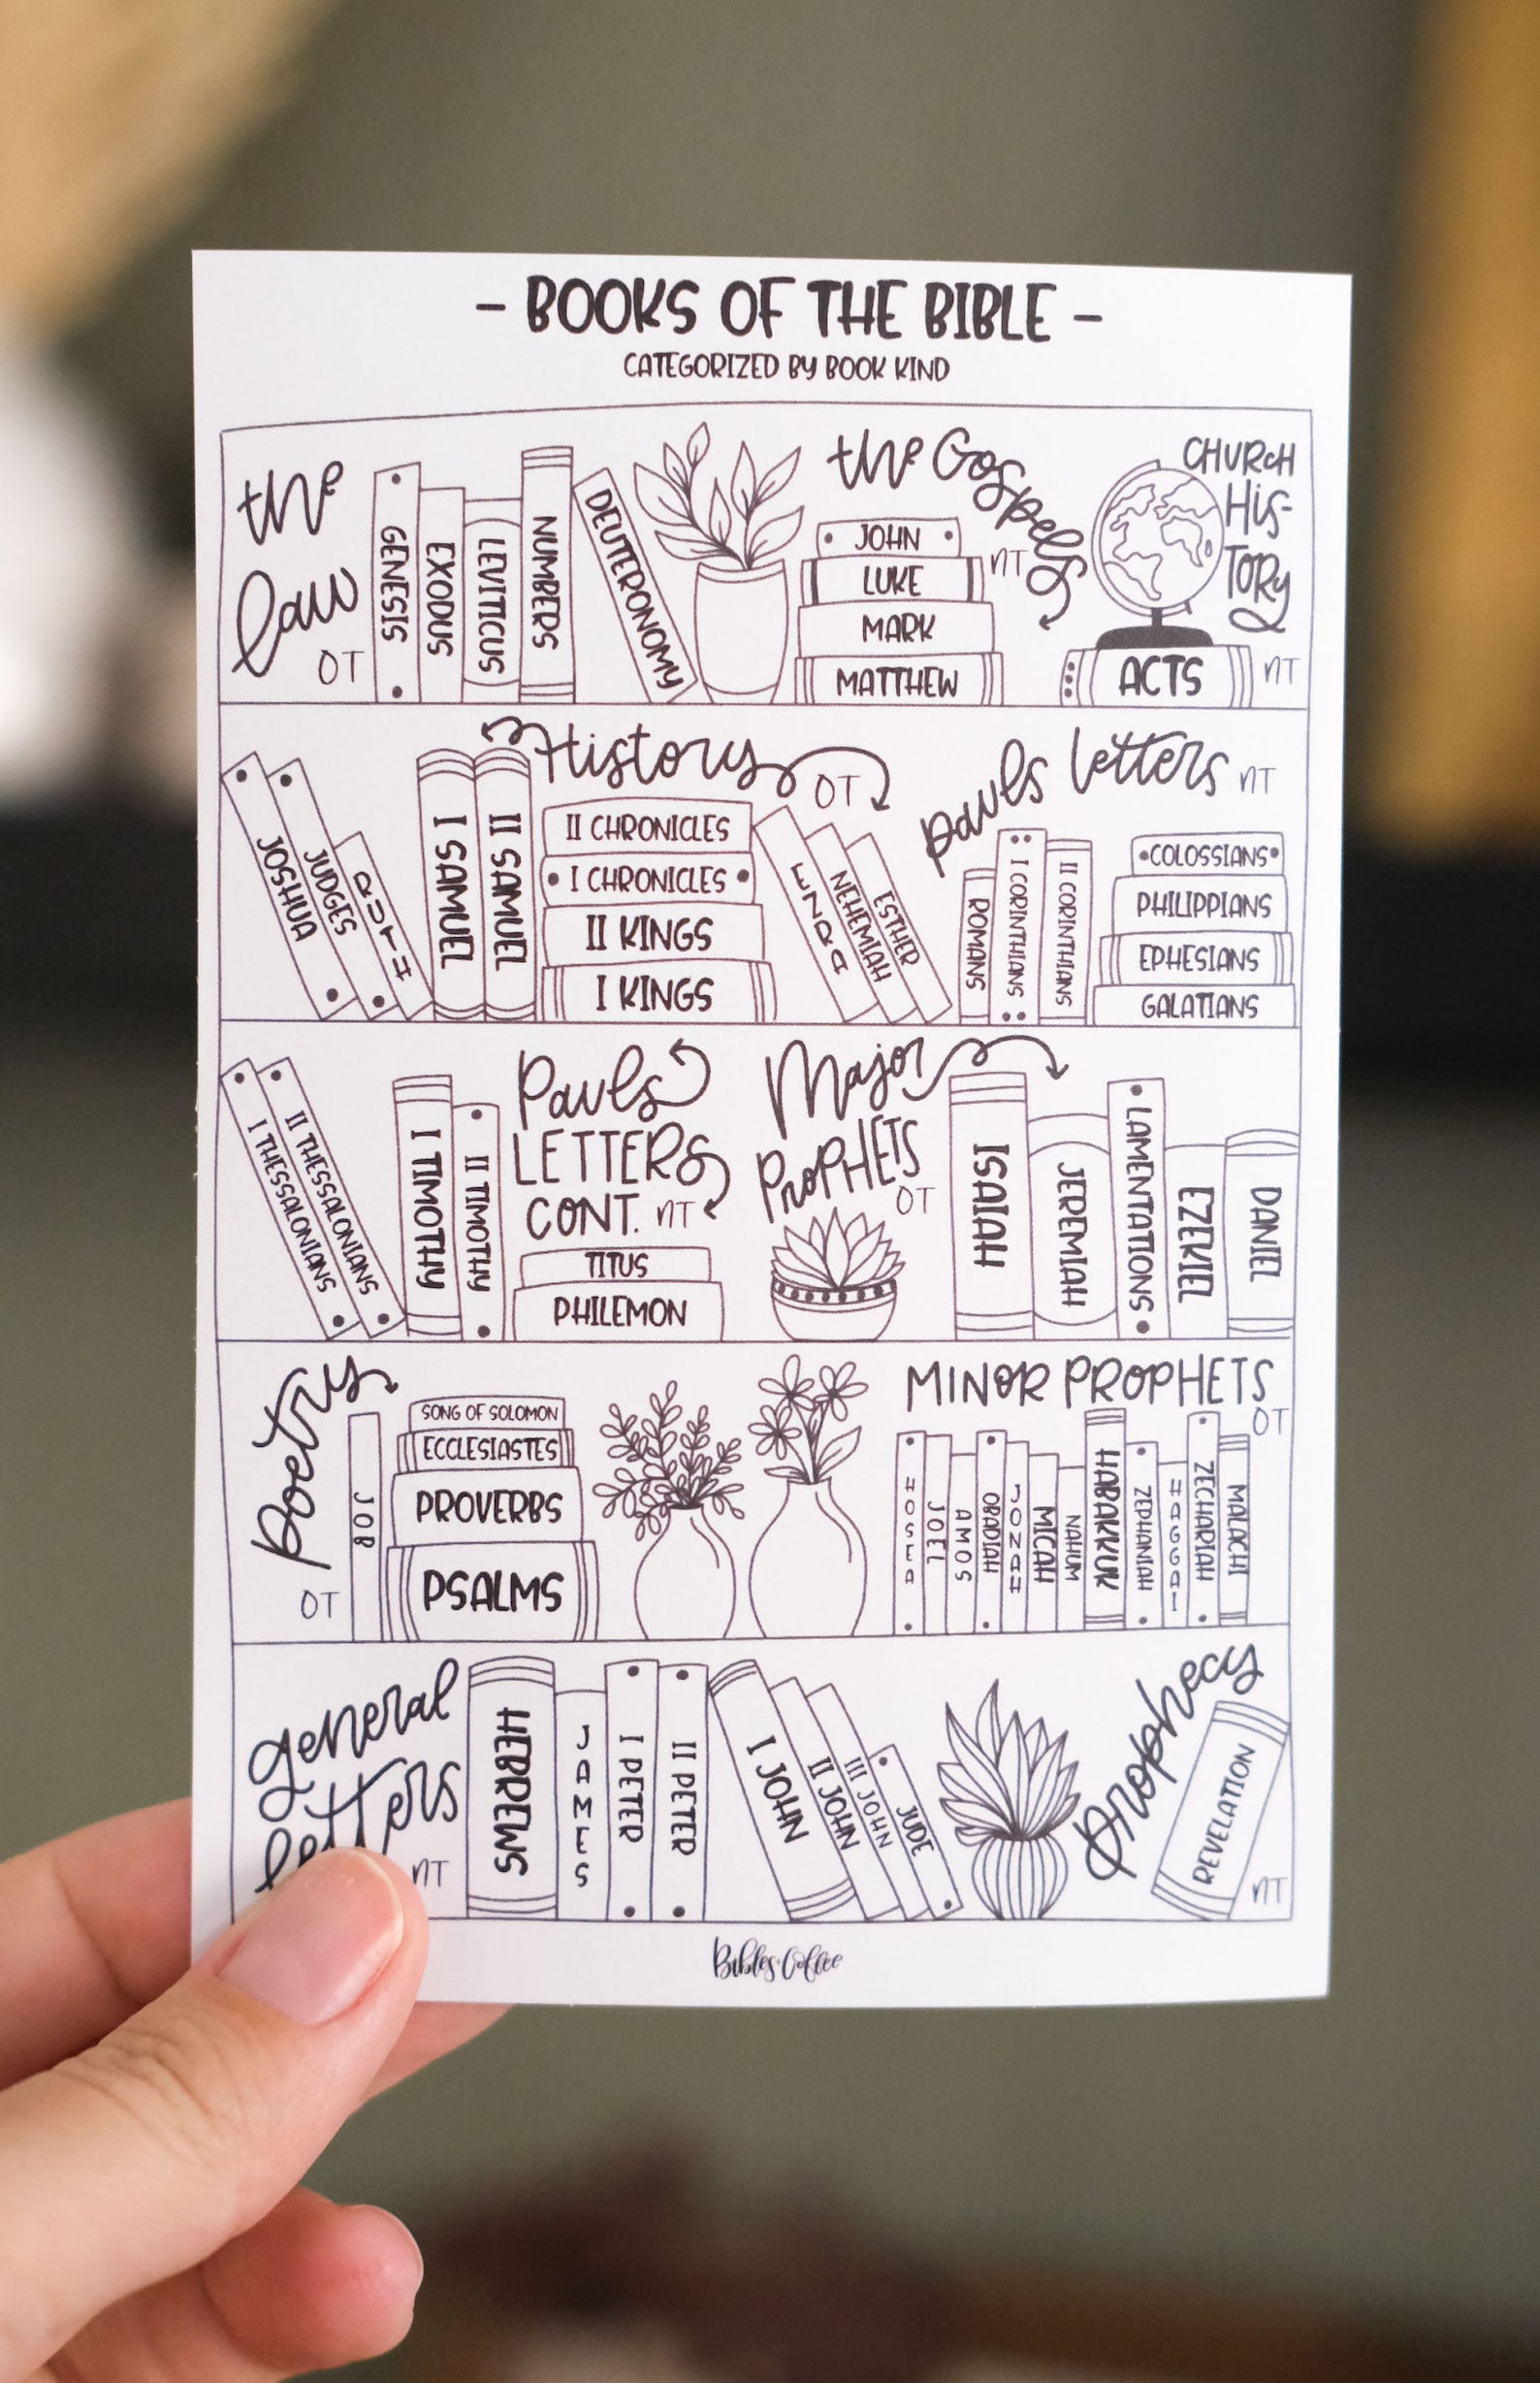 - BOOKS OF THE BIBLE -
CATEGORIZED BY BOOK KIND
the
law
OT
GENESIS
EXODUS
LEVITICUS
NUMBERS
DEUTERONOMY
the Gospels
NT
JOHN
LUKE
MARK
MATTHEW
CHURCH
HIS-
TORY
ACTS
NT
JOSHUA
JUDGES
RUTH
I SAMUEL
II SAMUEL
History
OT
II CHRONICLES
I CHRONICLES
II KINGS
I KINGS
EZRA
NEHEMIAH
ESTHER
pauls letters NT
ROMANS
I CORINTHIANS
II CORINTHIANS
COLOSSIANS
PHILIPPIANS
EPHESIANS
GALATIANS
I THESSALONIANS
II THESSALONIANS
I TIMOTHY
II TIMOTHY
Pauls
LETTERS
CONT. NT
TITUS
PHILEMON
Major
PROPHETS
OT
ISAIAH
JEREMIAH
LAMENTATIONS
EZEKIEL
DANIEL
Poetry
OT
JOB
SONG OF SOLOMON
ECCLESIASTES
PROVERBS
PSALMS
MINOR PROPHETS
OT
HOSEA
JOEL
AMOS
OBADIAH
JONAH
MICAH
NAHUM
HABAKKUK
ZEPHANIAH
HAGGAI
ZECHARIAH
MALACHI
general
letters
NT
HEBREWS
JAMES
I PETER
II PETER
I JOHN
II JOHN
III JOHN
JUDE
prophecy
REVELATION
NT
Bibles Coffee